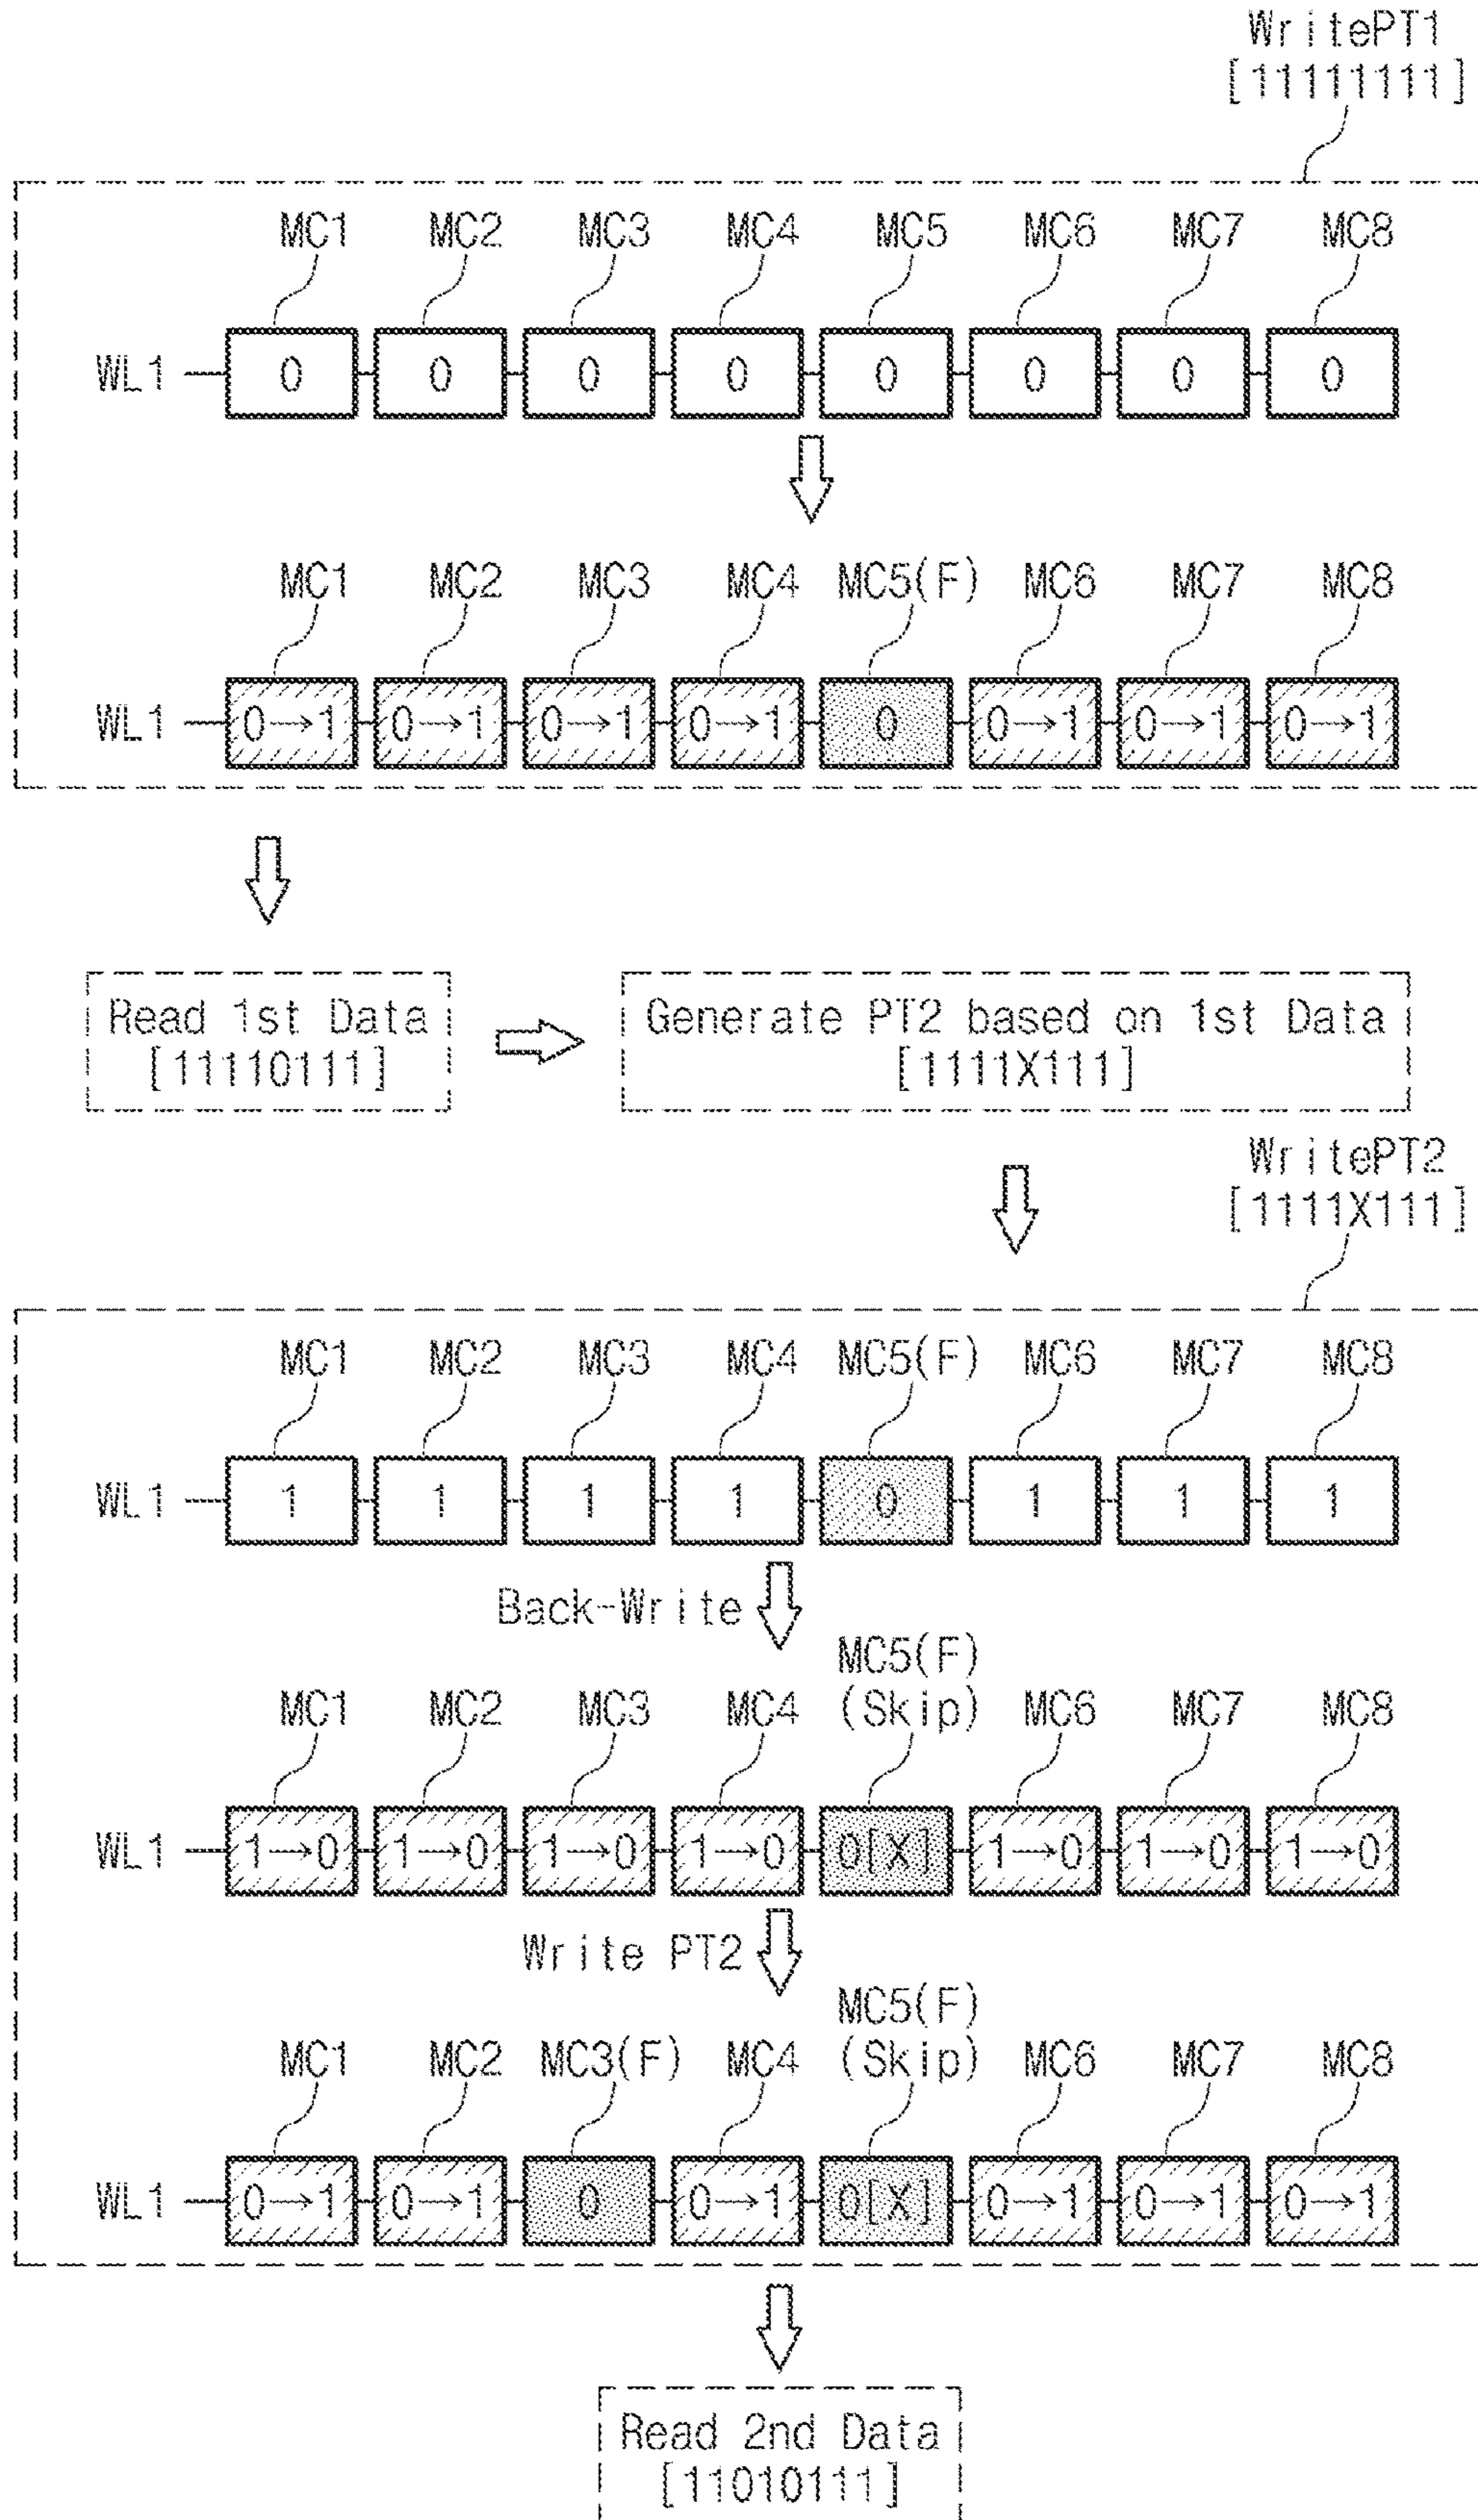 WritePT1
[11111111]
MC1 MC2 MC3 MC4 MC5 MC6 MC7 MC8
WL1 0 0 0 0 0 0 0 0
MC1 MC2 MC3 MC4 MC5(F) MC6 MC7 MC8
WL1 0→1 0→1 0→1 0→1 0 0→1 0→1 0→1
Read 1st Data
[11110111]
Generate PT2 based on 1st Data
[1111X111]
WritePT2
[1111X111]
MC1 MC2 MC3 MC4 MC5(F) MC6 MC7 MC8
WL1 1 1 1 1 0 1 1 1
Back-Write
MC5(F)
MC1 MC2 MC3 MC4 (Skip) MC6 MC7 MC8
WL1 1→0 1→0 1→0 1→0 0[X] 1→0 1→0 1→0
Write PT2
MC5(F)
MC1 MC2 MC3(F) MC4 (Skip) MC6 MC7 MC8
WL1 0→1 0→1 0 0→1 0[X] 0→1 0→1 0→1
Read 2nd Data
[11010111]